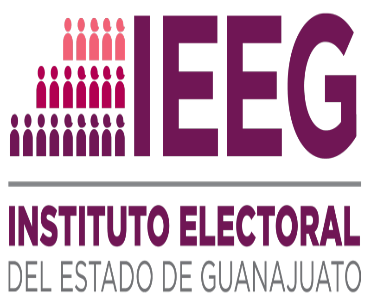 IEEG
INSTITUTO ELECTORAL
DEL ESTADO DE GUANAJUATO